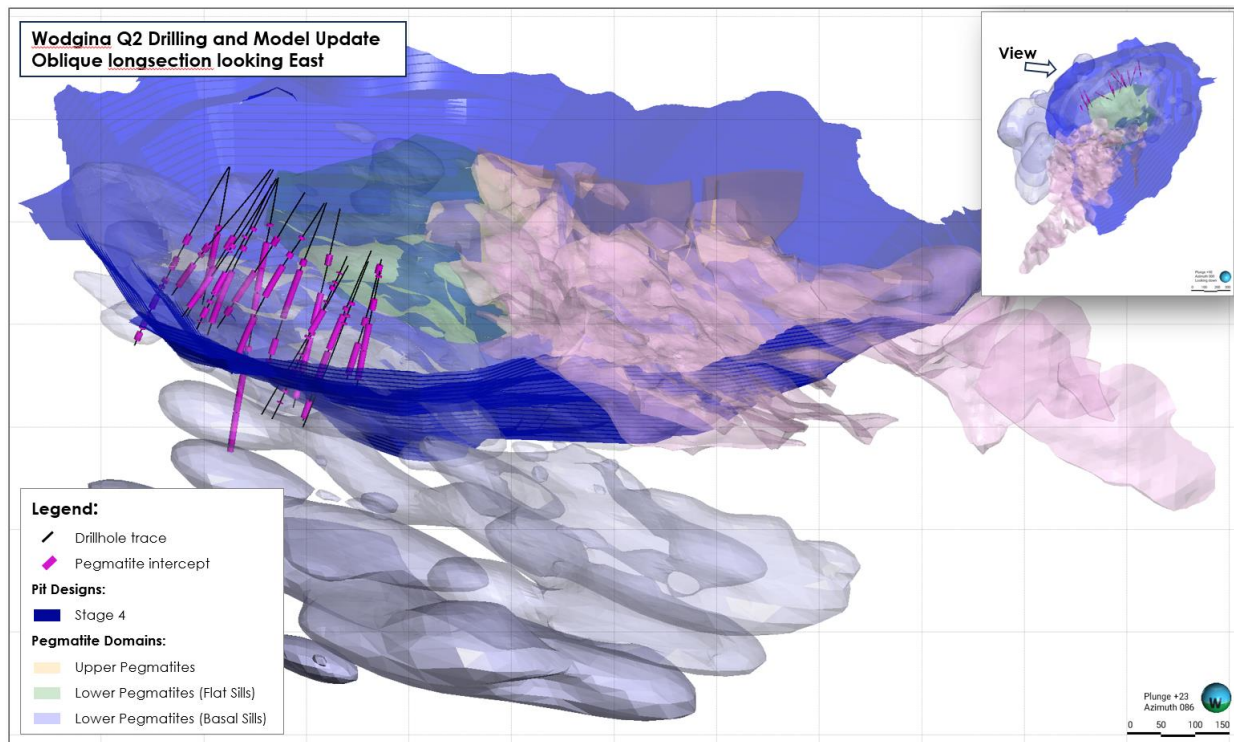 Wodgina Q2 Drilling and Model Update
Oblique longsection looking East
View
Legend:
Drillhole trace
Pegmatite intercept
Pit Designs:
Stage 4
Pegmatite Domains:
Upper Pegmatites
Lower Pegmatites (Flat Sills)
Lower Pegmatites (Basal Sills)
Plunge +23
Azimuth 086
W
0 50 100 150